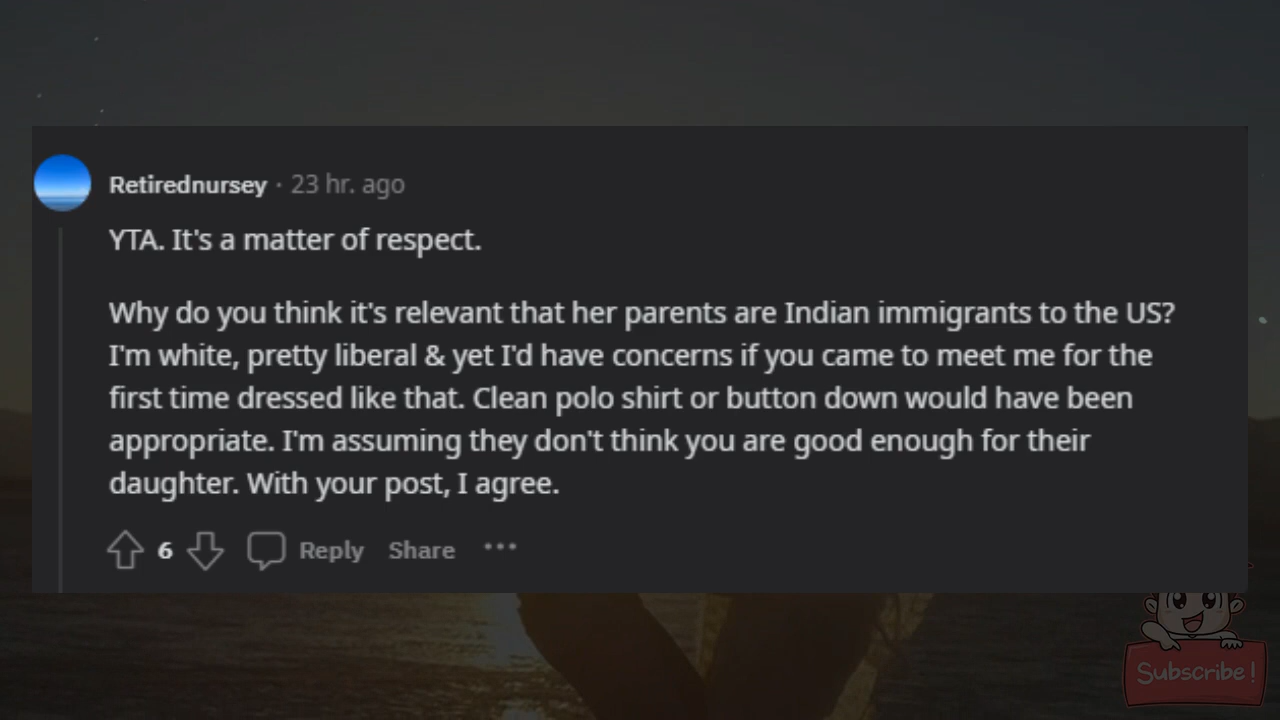 Retirednursey · 23 hr. ago
YTA. It's a matter of respect.
Why do you think it's relevant that her parents are Indian immigrants to the US?
I'm white, pretty liberal & yet I'd have concerns if you came to meet me for the
first time dressed like that. Clean polo shirt or button down would have been
appropriate. I'm assuming they don't think you are good enough for their
daughter. With your post, I agree.
6 Reply Share ···
Subscribe!